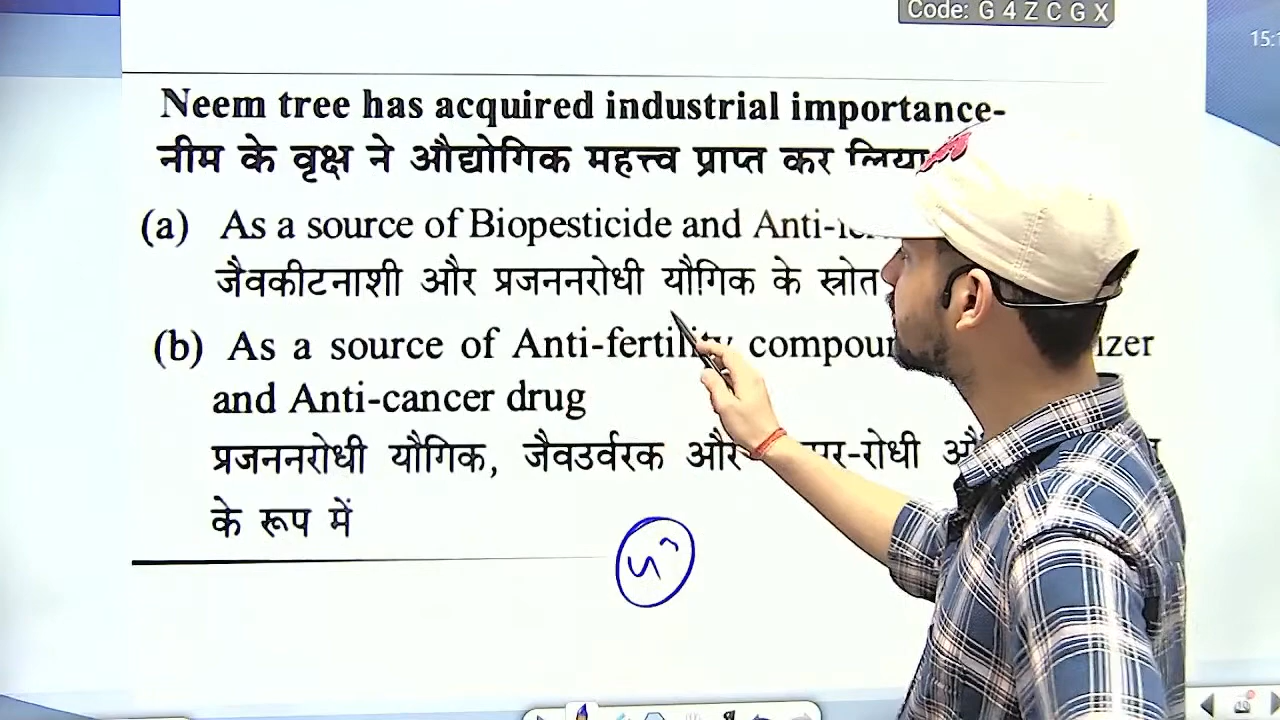 Code: G 4 Z C G X
15:1
Neem tree has acquired industrial importance-
नीम के वृक्ष ने औद्योगिक महत्त्व प्राप्त कर लिया
(a) As a source of Biopesticide and Anti-
जैवकीटनाशी और प्रजननरोधी यौगिक के स्रोत
(b) As a source of Anti-fertility compoun izer
and Anti-cancer drug
प्रजननरोधी यौगिक, जैवउर्वरक और र-रोधी
के रूप में